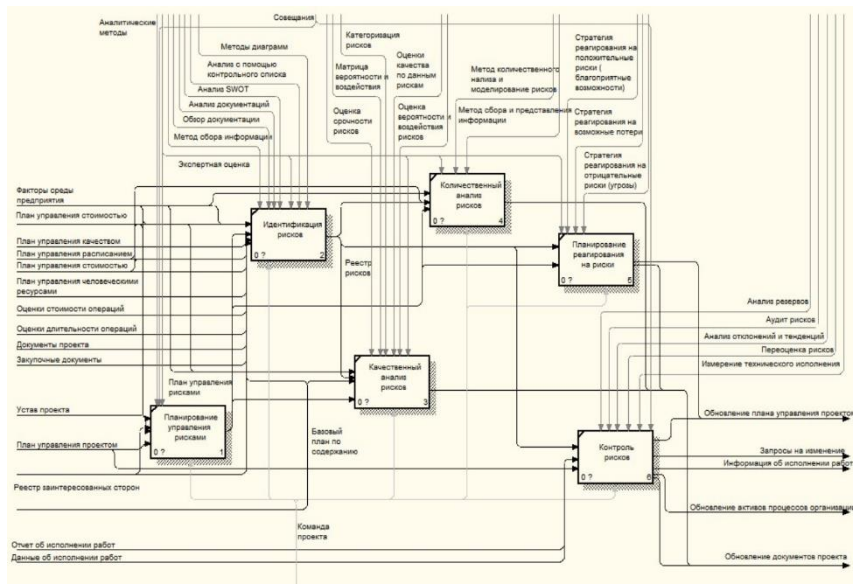 Аналитические
методы
Совещания
Методы диаграмм
Анализ с помощью
контрольного списка
Анализ SWOT
Анализ документаций
Обзор документации
Метод сбора информации
Экспертная оценка
Категоризация
рисков
Матрица
вероятности и
воздействия
Оценка
срочности
рисков
Оценки
качества
по данным
рискам
Оценка
вероятности и
воздействия
рисков
Метод количественного
нализа и
моделирование рисков
Метод сбора и представления
информации
Стратегия
реагирования на
положительные
риски (
благоприятные
возможности)
Стратегия
реагирования на
возможные потери
Стратегия
реагирования на
отрицательные
риски (угрозы)
Факторы среды
предприятия
План управления стоимостью
План управления качеством
План управления расписанием
План управления стоимостью
План управления человеческими
ресурсами
Оценки стоимости операций
Оценки длительности операций
Документы проекта
Закупочные документы
Устав проекта
План управления проектом
Реестр заинтересованных сторон
Отчет об исполнении работ
Данные об исполнении работ
Идентификация
рисков
0 ?
2
Количественный
анализ
рисков
0 ?
4
Планирование
реагирования
на риски
0 ?
5
Реестр
рисков
Качественный
анализ
рисков
0 ?
3
План управления
рисками
Планирование
управления
рисками
0 ?
1
Базовый
план по
содержанию
Команда
проекта
Контроль
рисков
0 ?
6
Анализ резервов
Аудит рисков
Анализ отклонений и тенденций
Переоценка рисков
Измерение технического исполнения
Обновление плана управления проектом
Запросы на изменение
Информация об исполнении работ
Обновление активов процессов организации
Обновление документов проекта